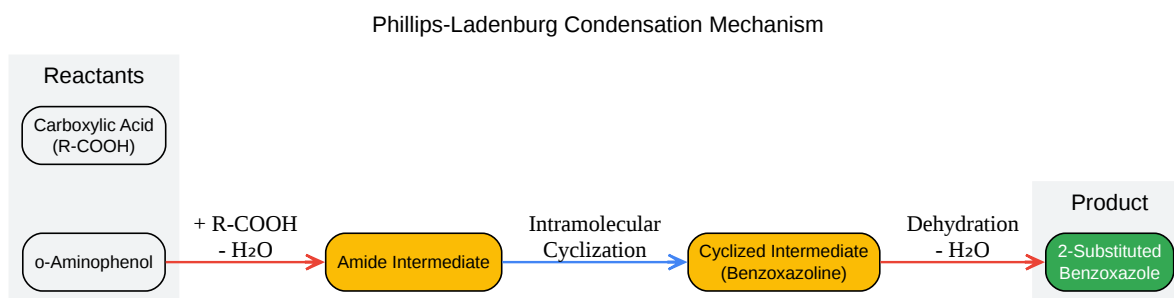 Phillips-Ladenburg Condensation Mechanism
Reactants
Carboxylic Acid
(R-COOH)
o-Aminophenol
+ R-COOH
- H₂O
Amide Intermediate
Intramolecular
Cyclization
Cyclized Intermediate
(Benzoxazoline)
Dehydration
- H₂O
Product
2-Substituted
Benzoxazole